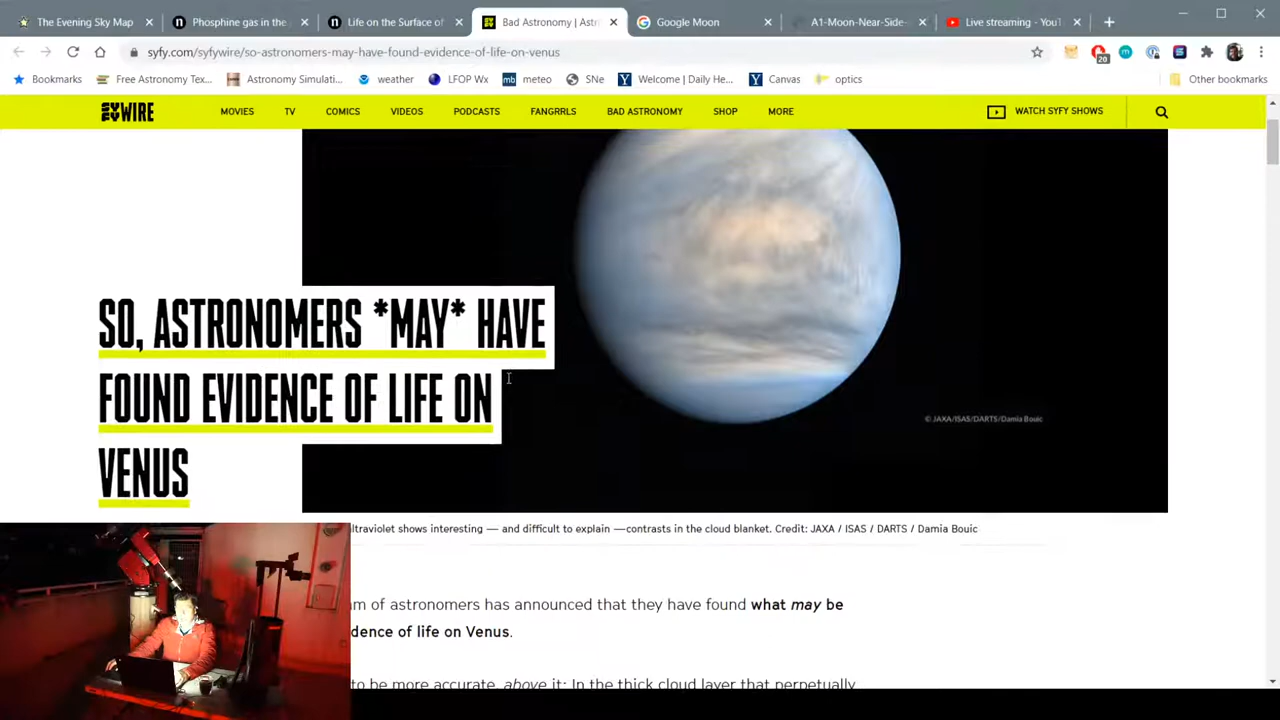 The Evening Sky Map
Phosphine gas in the
Life on the Surface of
Bad Astronomy | Astr
Google Moon
A1-Moon-Near-Side-
Live streaming - YouT
syfy.com/syfywire/so-astronomers-may-have-found-evidence-of-life-on-venus
20
Bookmarks
Free Astronomy Tex...
Astronomy Simulati...
weather
LFOP Wx
mb meteo
SNe
Y Welcome | Daily He...
Y Canvas
optics
Other bookmarks
SYFY WIRE
MOVIES
TV
COMICS
VIDEOS
PODCASTS
FANGRRLS
BAD ASTRONOMY
SHOP
MORE
WATCH SYFY SHOWS
© JAXA/ISAS/DARTS/Damia Bouic
SO, ASTRONOMERS *MAY* HAVE
FOUND EVIDENCE OF LIFE ON
VENUS
ltraviolet shows interesting — and difficult to explain —contrasts in the cloud blanket. Credit: JAXA / ISAS / DARTS / Damia Bouic
am of astronomers has announced that they have found what may be
dence of life on Venus.
to be more accurate, above it: In the thick cloud layer that perpetually